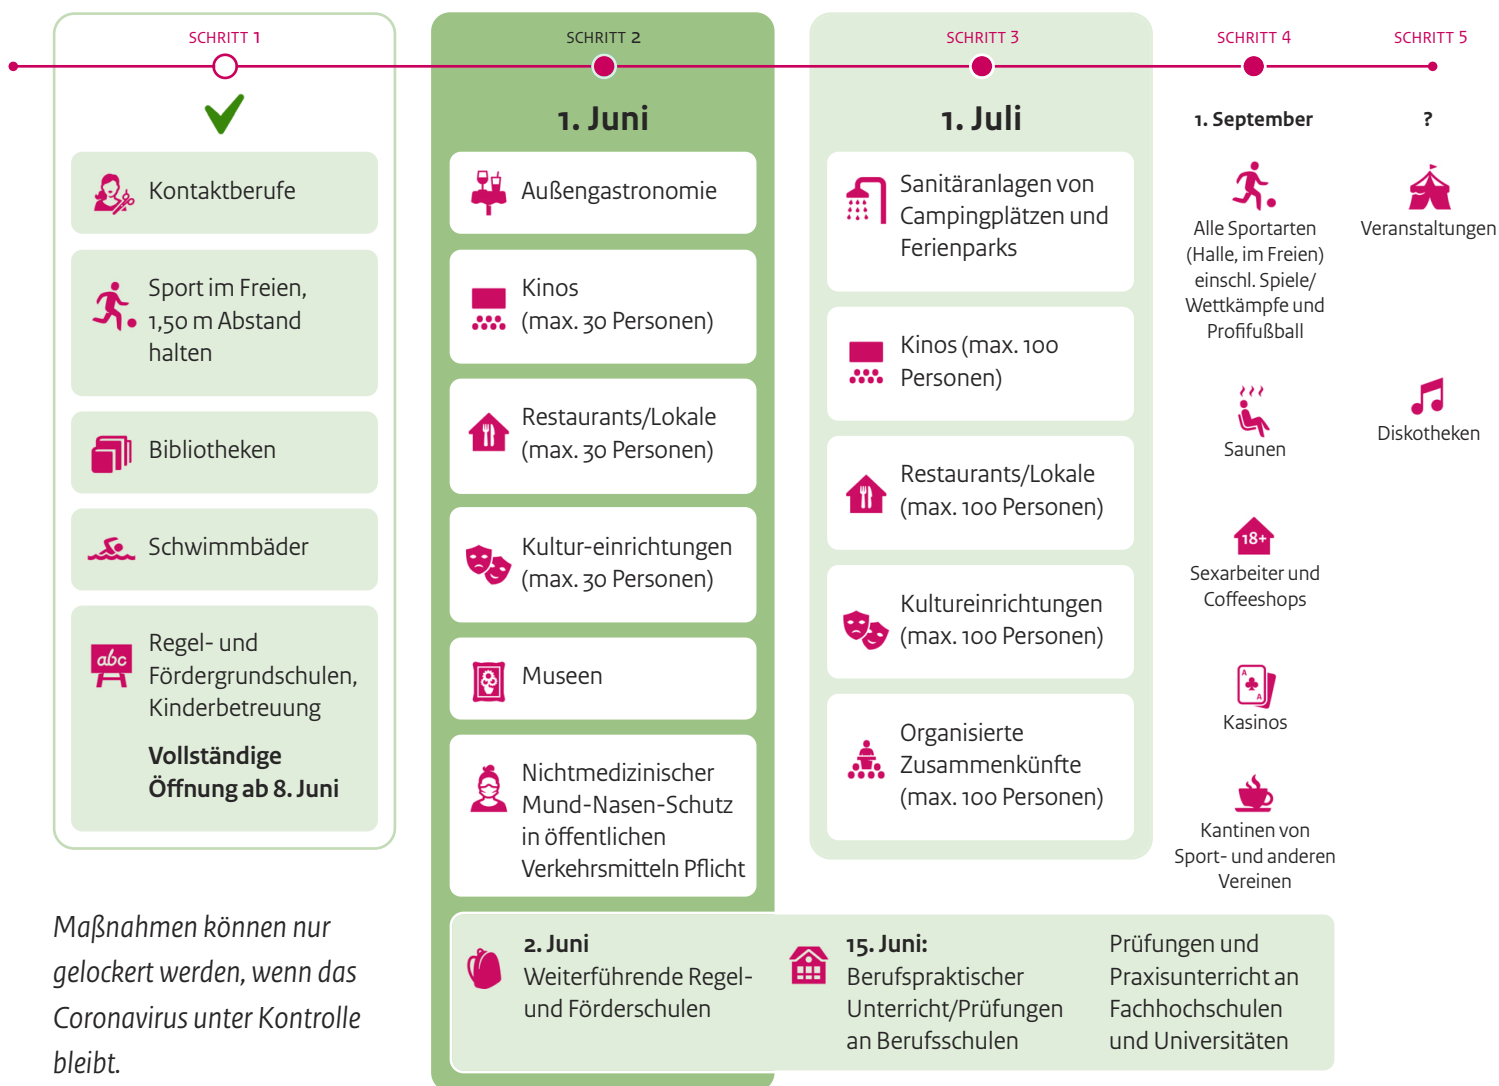 SCHRITT 1
✓
Kontaktberufe
Sport im Freien,
1,50 m Abstand
halten
Bibliotheken
Schwimmbäder
abc
Regel- und
Fördergrundschulen,
Kinderbetreuung
Vollständige
Öffnung ab 8. Juni
Maßnahmen können nur
gelockert werden, wenn das
Coronavirus unter Kontrolle
bleibt.
SCHRITT 2
1. Juni
Außengastronomie
Kinos
(max. 30 Personen)
Restaurants/Lokale
(max. 30 Personen)
Kultur-einrichtungen
(max. 30 Personen)
Museen
Nichtmedizinischer
Mund-Nasen-Schutz
in öffentlichen
Verkehrsmitteln Pflicht
2. Juni
Weiterführende Regel-
und Förderschulen
15. Juni:
Berufspraktischer
Unterricht/Prüfungen
an Berufsschulen
Prüfungen und
Praxisunterricht an
Fachhochschulen
und Universitäten
SCHRITT 3
1. Juli
Sanitäranlagen von
Campingplätzen und
Ferienparks
Kinos (max. 100
Personen)
Restaurants/Lokale
(max. 100 Personen)
Kultureinrichtungen
(max. 100 Personen)
Organisierte
Zusammenkünfte
(max. 100 Personen)
SCHRITT 4
1. September
Alle Sportarten
(Halle, im Freien)
einschl. Spiele/
Wettkämpfe und
Profifußball
Saunen
18+
Sexarbeiter und
Coffeeshops
A
A
Kasinos
Kantinen von
Sport- und anderen
Vereinen
SCHRITT 5
?
Veranstaltungen
Diskotheken